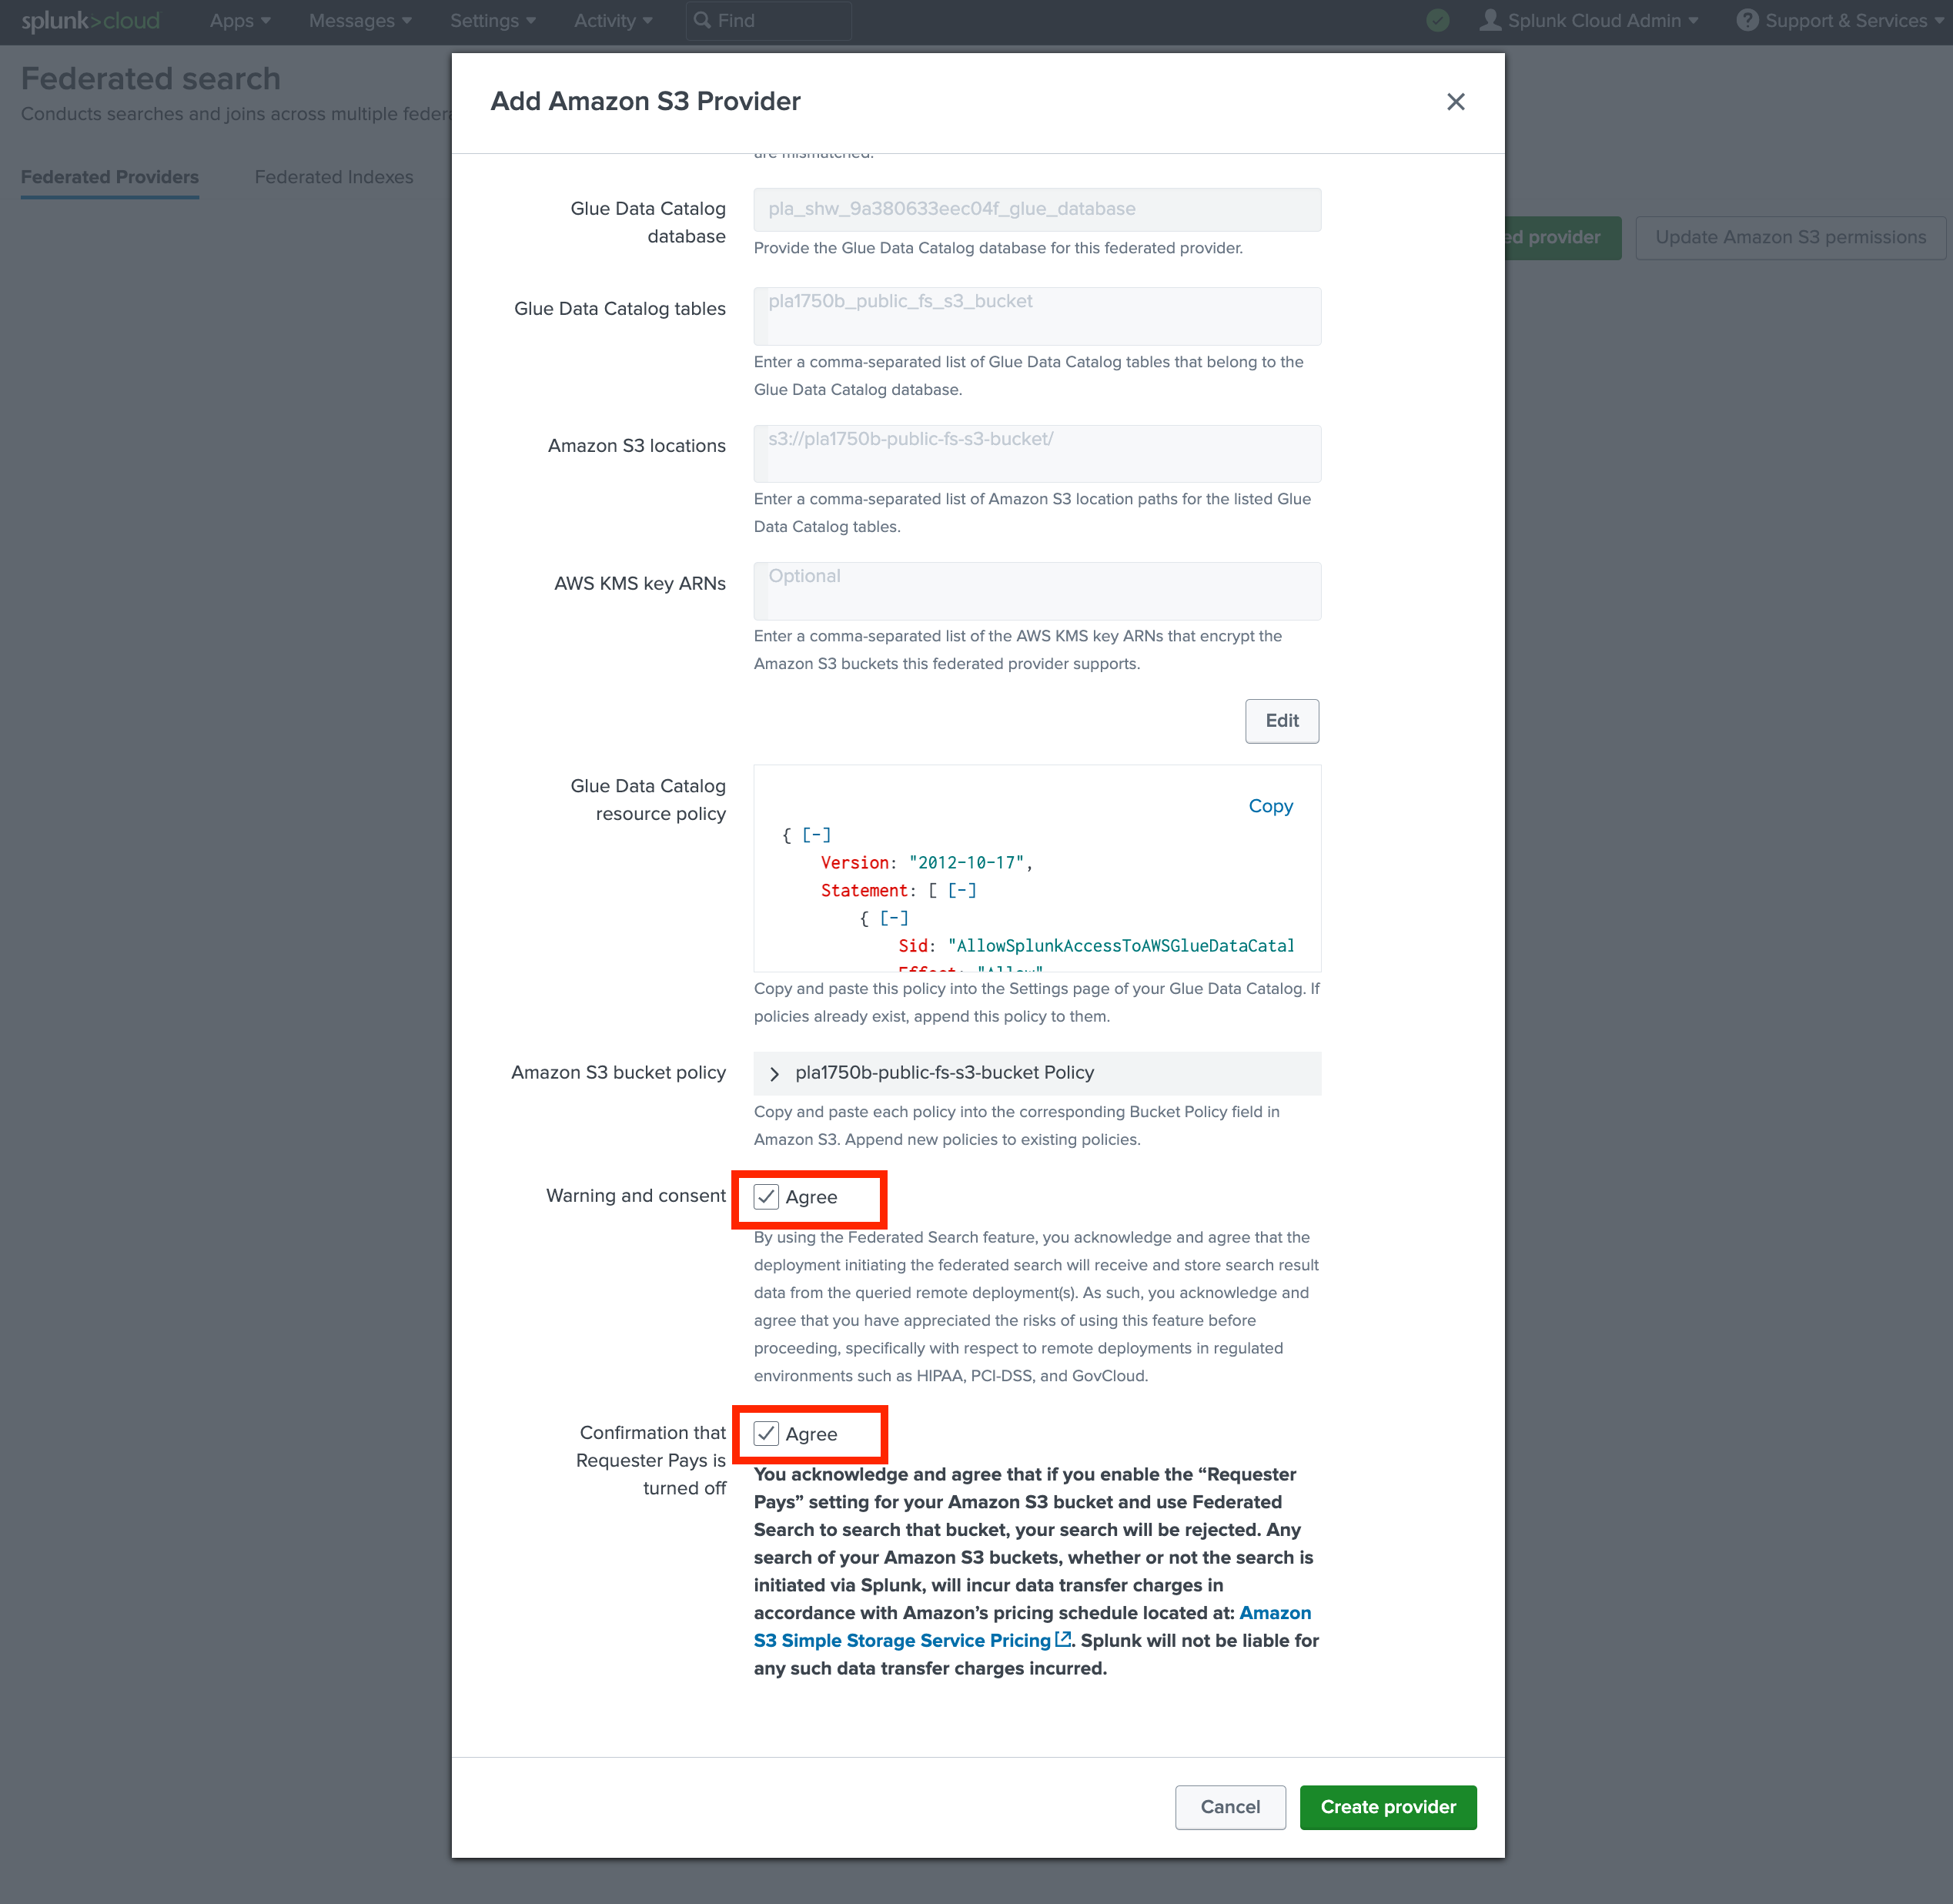 splunk>cloud Apps Messages Settings Activity Find Splunk Cloud Admin ? Support & Services
Federated search
Conducts searches and joins across multiple federa
Federated Providers Federated Indexes
ed provider Update Amazon S3 permissions
Add Amazon S3 Provider
are mismatched.
Glue Data Catalog
database
pla_shw_9a380633eec04f_glue_database
Provide the Glue Data Catalog database for this federated provider.
Glue Data Catalog tables
pla1750b_public_fs_s3_bucket
Enter a comma-separated list of Glue Data Catalog tables that belong to the
Glue Data Catalog database.
Amazon S3 locations
s3://pla1750b-public-fs-s3-bucket/
Enter a comma-separated list of Amazon S3 location paths for the listed Glue
Data Catalog tables.
AWS KMS key ARNs
Optional
Enter a comma-separated list of the AWS KMS key ARNs that encrypt the
Amazon S3 buckets this federated provider supports.
Edit
Glue Data Catalog
resource policy
Copy
{ [-]
Version: "2012-10-17",
Statement: [ [-]
{ [-]
Sid: "AllowSplunkAccessToAWSGlueDataCatal
Effect: "Allow"
Copy and paste this policy into the Settings page of your Glue Data Catalog. If
policies already exist, append this policy to them.
Amazon S3 bucket policy
pla1750b-public-fs-s3-bucket Policy
Copy and paste each policy into the corresponding Bucket Policy field in
Amazon S3. Append new policies to existing policies.
Warning and consent
Agree
By using the Federated Search feature, you acknowledge and agree that the
deployment initiating the federated search will receive and store search result
data from the queried remote deployment(s). As such, you acknowledge and
agree that you have appreciated the risks of using this feature before
proceeding, specifically with respect to remote deployments in regulated
environments such as HIPAA, PCI-DSS, and GovCloud.
Confirmation that
Requester Pays is
turned off
Agree
You acknowledge and agree that if you enable the “Requester
Pays” setting for your Amazon S3 bucket and use Federated
Search to search that bucket, your search will be rejected. Any
search of your Amazon S3 buckets, whether or not the search is
initiated via Splunk, will incur data transfer charges in
accordance with Amazon’s pricing schedule located at: Amazon
S3 Simple Storage Service Pricing. Splunk will not be liable for
any such data transfer charges incurred.
Cancel Create provider